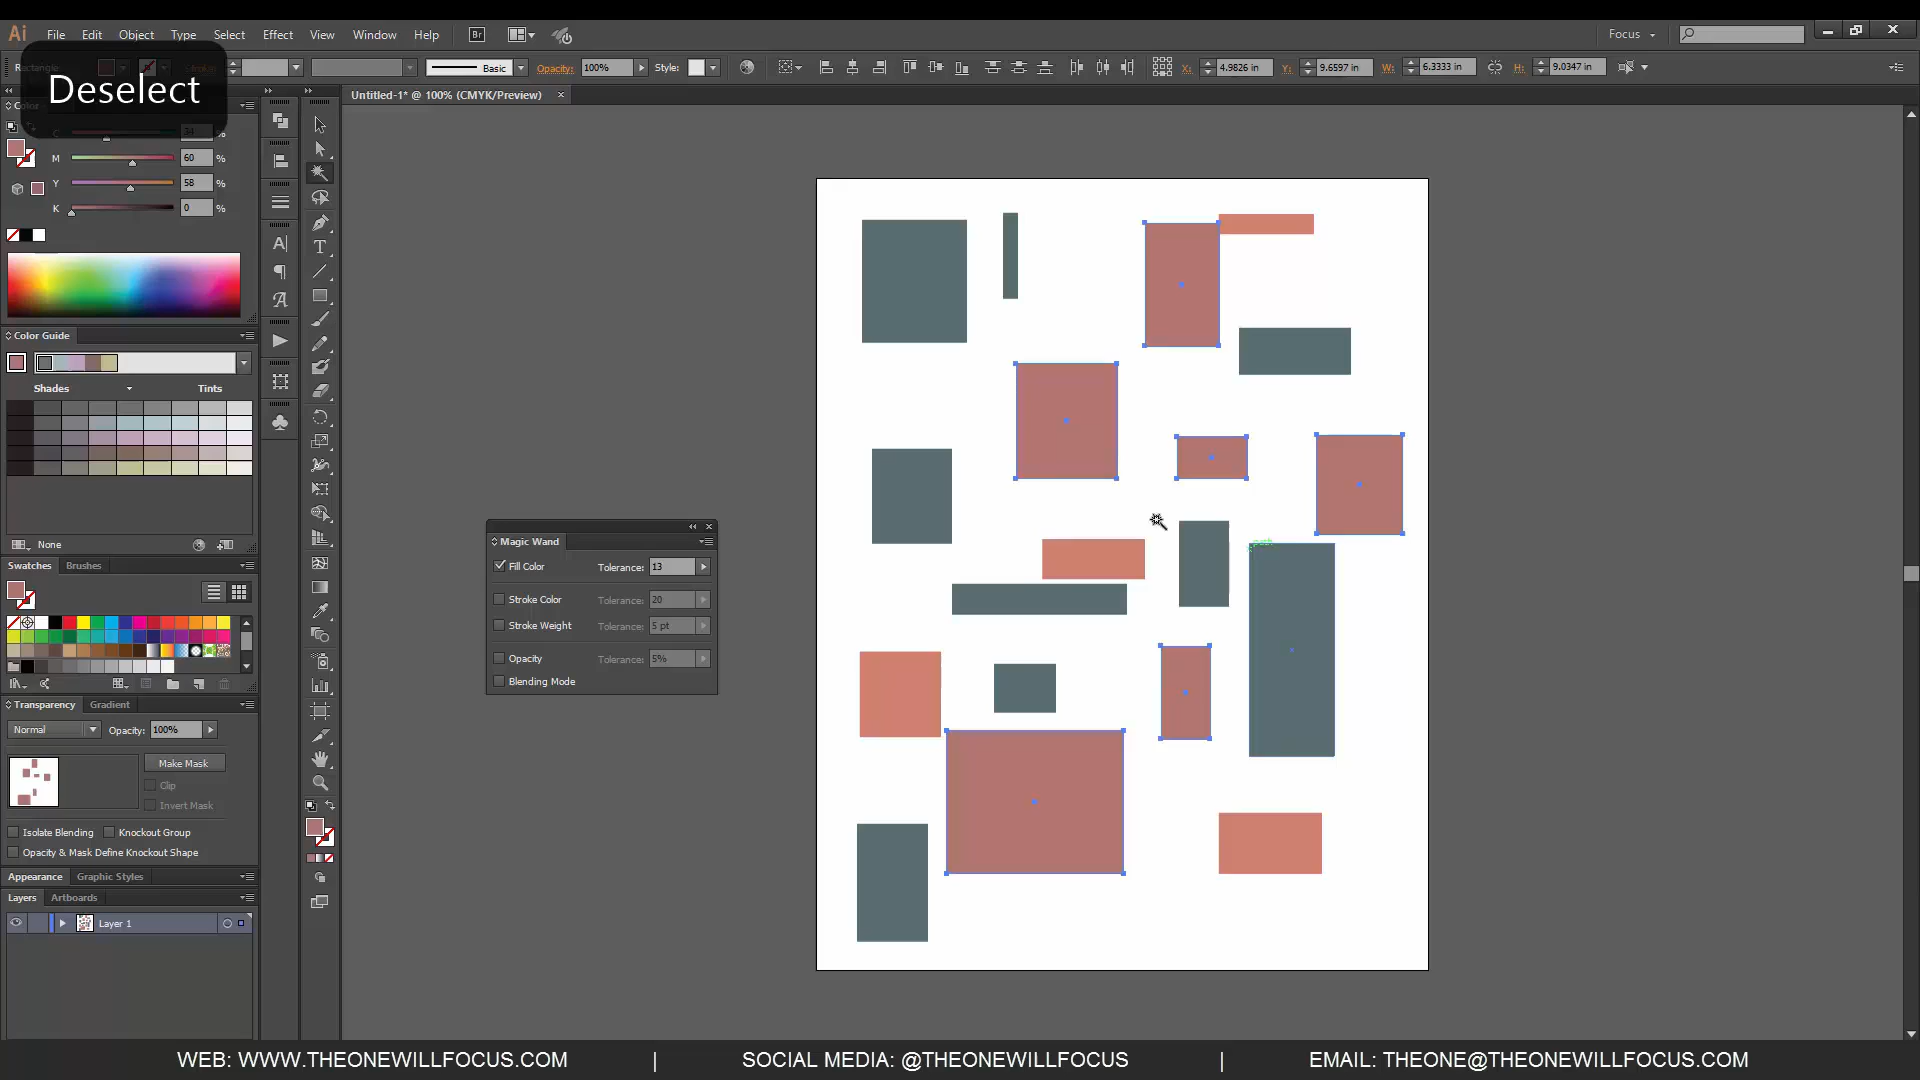 Ai File Edit Object Type Select Effect View Window Help Br Focus
Deselect
Basic Opacity: 100% Style: X: 4.9826 in Y: 9.6597 in W: 6.3333 in H: 9.0347 in
Untitled-1* @ 100% (CMYK/Preview)
M 60 %
Y 58 %
K 0 %
Color Guide
Shades Tints
None
Swatches Brushes
Transparency Gradient
Normal Opacity: 100%
Make Mask
Clip
Invert Mask
Isolate Blending Knockout Group
Opacity & Mask Define Knockout Shape
Appearance Graphic Styles
Layers Artboards
Layer 1
Magic Wand
Fill Color Tolerance: 13
Stroke Color Tolerance: 20
Stroke Weight Tolerance: 5 pt
Opacity Tolerance: 5%
Blending Mode
WEB: WWW.THEONEWILLFOCUS.COM | SOCIAL MEDIA: @THEONEWILLFOCUS | EMAIL: THEONE@THEONEWILLFOCUS.COM